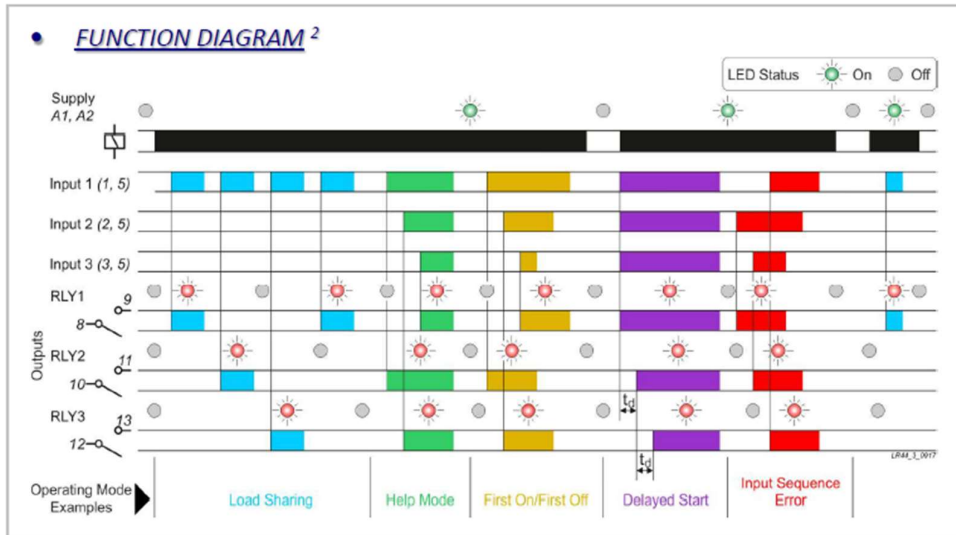 • FUNCTION DIAGRAM 2
LED Status On Off
Supply
A1, A2
Input 1 (1, 5)
Input 2 (2, 5)
Input 3 (3, 5)
RLY1
9
8
RLY2
11
10
RLY3
13
12
Outputs
td
td
LR44_3_0917
Operating Mode
Examples
Load Sharing
Help Mode
First On/First Off
Delayed Start
Input Sequence
Error